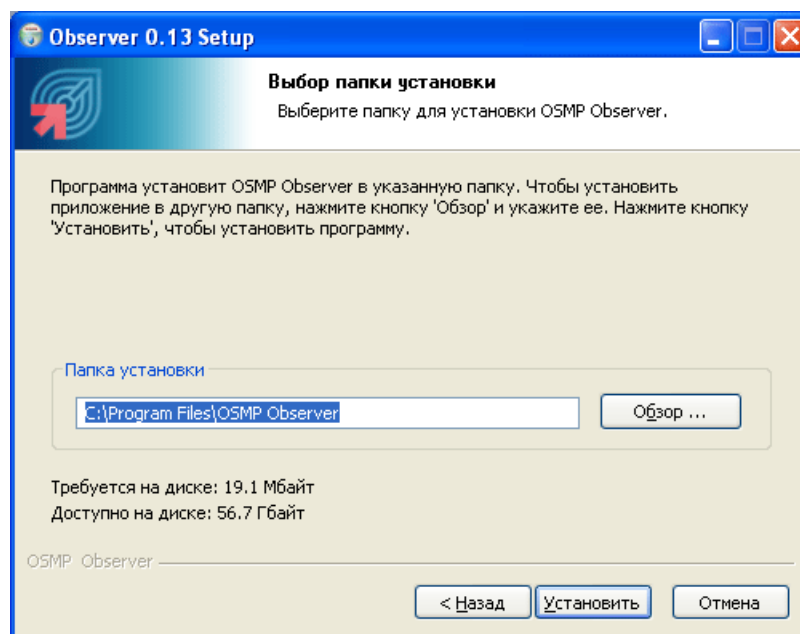 Observer 0.13 Setup
Выбор папки установки
Выберите папку для установки OSMP Observer.
Программа установит OSMP Observer в указанную папку. Чтобы установить
приложение в другую папку, нажмите кнопку 'Обзор' и укажите ее. Нажмите кнопку
'Установить', чтобы установить программу.
Папка установки
C:\Program Files\OSMP Observer
Обзор ...
Требуется на диске: 19.1 Мбайт
Доступно на диске: 56.7 Гбайт
OSMP Observer
< Назад
Установить
Отмена